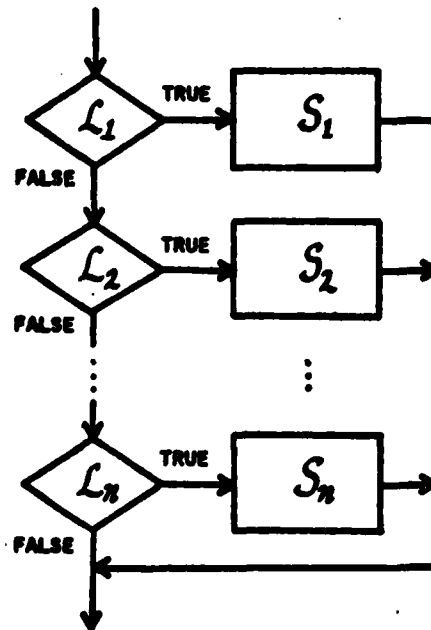 TRUE
ℒ₁ S₁
FALSE
TRUE
ℒ₂ S₂
FALSE
TRUE
ℒₙ Sₙ
FALSE